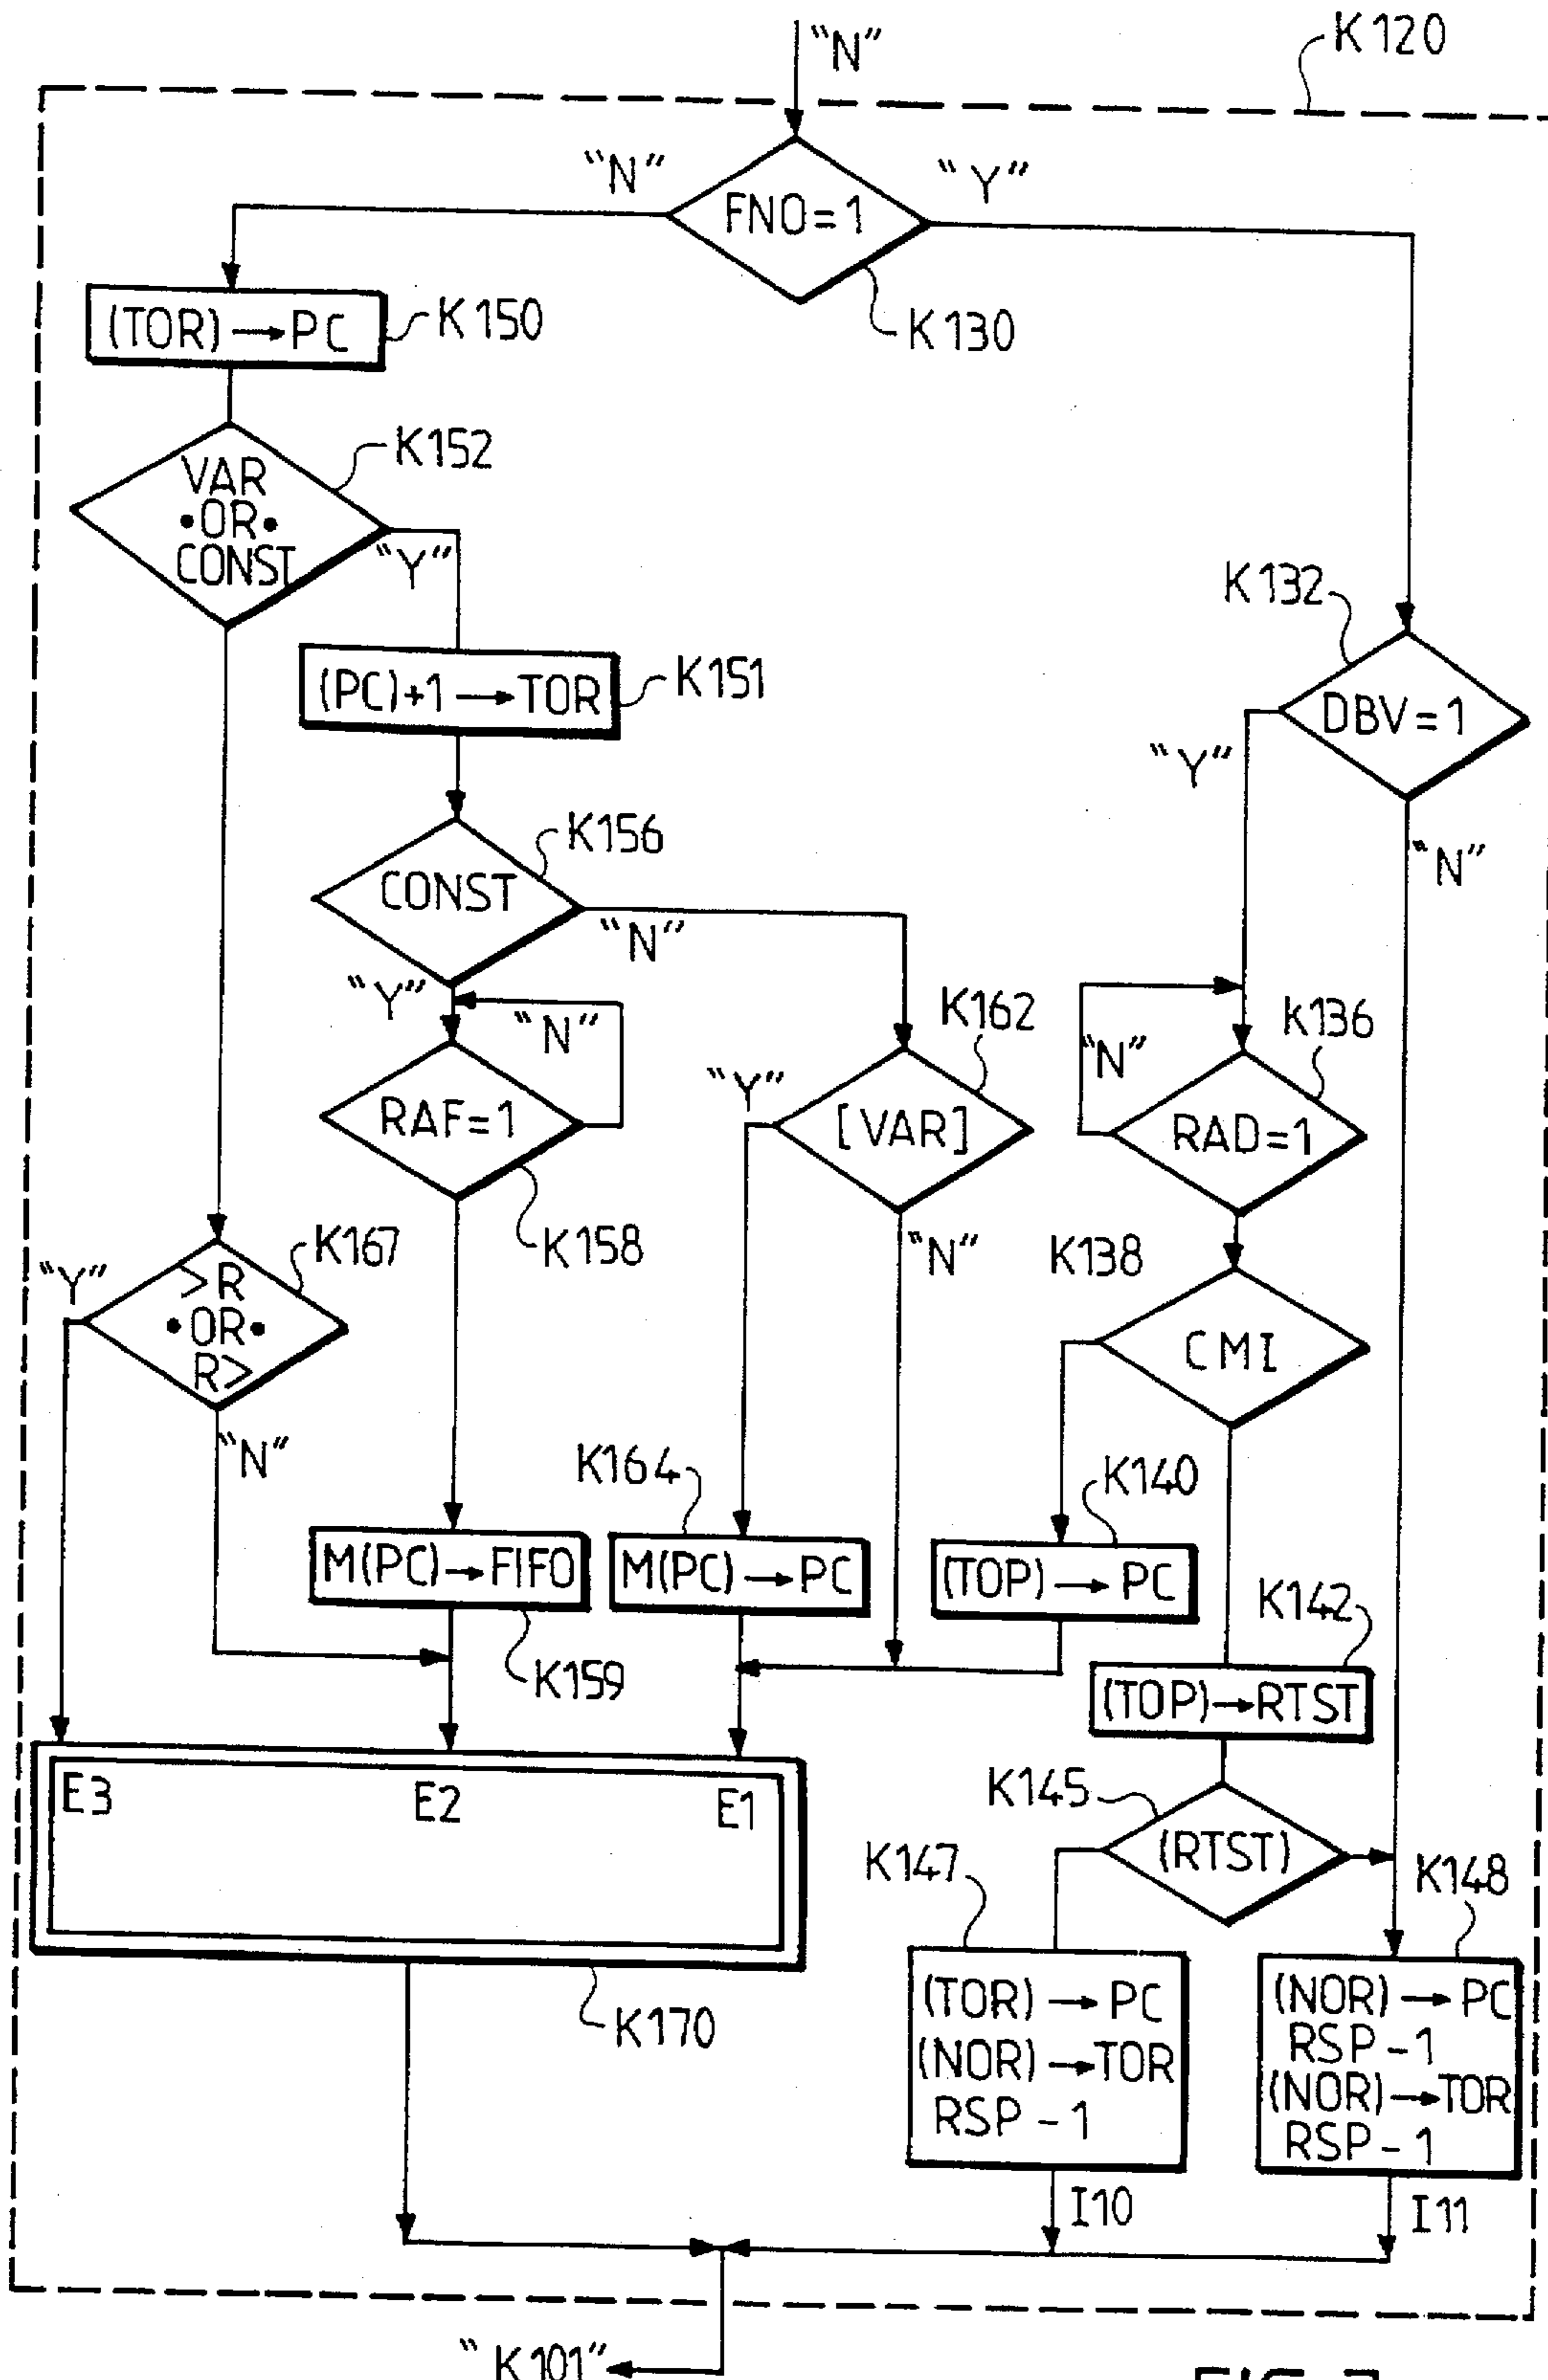 "N"
K120
"N"
"Y"
FNO=1
K130
(TOR)→PC
K150
VAR
•OR•
CONST
K152
"Y"
K132
DBV=1
"Y"
"N"
(PC)+1→TOR
K151
K156
CONST
"N"
"Y"
"N"
RAF=1
K158
K162
"Y"
[VAR]
"N"
K136
"N"
RAD=1
K138
CMI
K167
"Y"
>R
•OR•
R>
"N"
K164
K140
M(PC)→FIFO
K159
M(PC)→PC
(TOP)→PC
K142
(TOP)→RTST
E3
E2
E1
K145
(RTST)
K147
K148
K170
(TOR)→PC
(NOR)→TOR
RSP-1
(NOR)→PC
RSP-1
(NOR)→TOR
RSP-1
I10
I11
"K101"